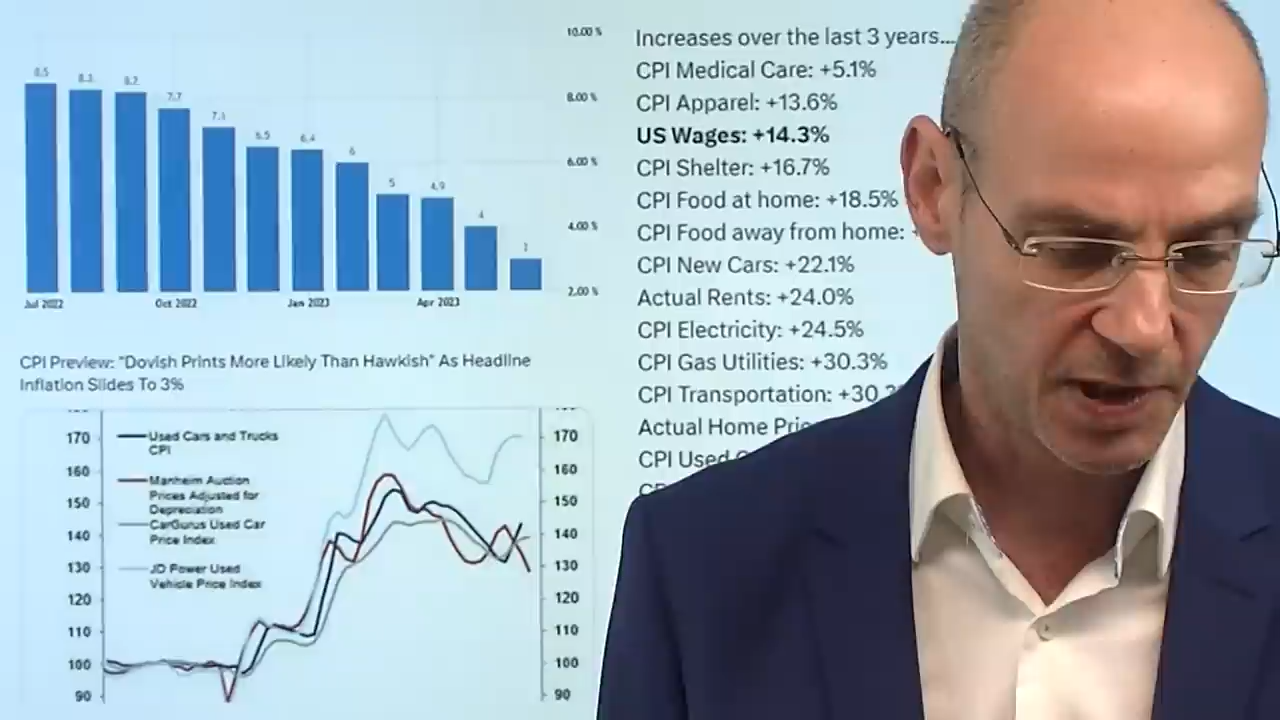 10.00 %
8.00 %
6.00 %
4.00 %
2.00 %
8.5
8.3
8.2
7.7
7.1
6.5
6.4
6
5
4.9
4
3
Jul 2022
Oct 2022
Jan 2023
Apr 2023
CPI Preview: "Dovish Prints More Likely Than Hawkish" As Headline
Inflation Slides To 3%
170
160
150
140
130
120
110
100
90
Used Cars and Trucks
CPI
Manheim Auction
Prices Adjusted for
Depreciation
CarGurus Used Car
Price Index
JD Power Used
Vehicle Price Index
170
160
150
140
130
120
110
100
90
Increases over the last 3 years...
CPI Medical Care: +5.1%
CPI Apparel: +13.6%
US Wages: +14.3%
CPI Shelter: +16.7%
CPI Food at home: +18.5%
CPI Food away from home:
CPI New Cars: +22.1%
Actual Rents: +24.0%
CPI Electricity: +24.5%
CPI Gas Utilities: +30.3%
CPI Transportation: +30
Actual Home
CPI Used